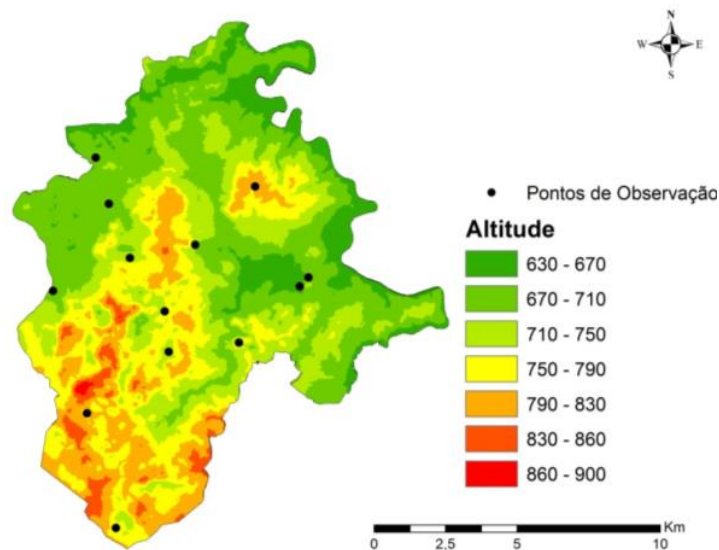 N
W E
S
Pontos de Observação
Altitude
630 - 670
670 - 710
710 - 750
750 - 790
790 - 830
830 - 860
860 - 900
Km
0 2,5 5 10